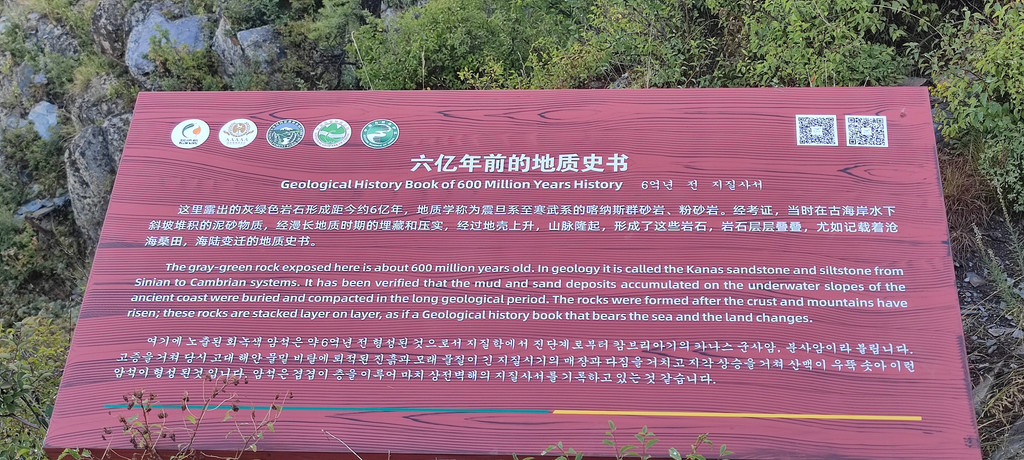 六亿年前的地质史书
Geological History Book of 600 Million Years History 6억년 전 지질사서
这里露出的灰绿色岩石形成距今约6亿年，地质学称为震旦系至寒武系的喀纳斯群砂岩、粉砂岩。经考证，当时在古海岸水下
斜坡堆积的泥砂物质，经漫长地质时期的埋藏和压实，经过地壳上升，山脉隆起，形成了这些岩石，岩石层层叠叠，尤如记载着沧
海桑田，海陆变迁的地质史书。
The gray-green rock exposed here is about 600 million years old. In geology it is called the Kanas sandstone and siltstone from
Sinian to Cambrian systems. It has been verified that the mud and sand deposits accumulated on the underwater slopes of the
ancient coast were buried and compacted in the long geological period. The rocks were formed after the crust and mountains have
risen; these rocks are stacked layer on layer, as if a Geological history book that bears the sea and the land changes.
여기에 노출된 회녹색 암석은 약 6억년 전 형성된 것으로서 지질학에서 진단계로부터 캄브리아기의 카나스 군사암, 분사암이라 불립니다.
고증을 거쳐 당시 고대 해안 물밑 비탈에 퇴적된 진흙과 모래 물질이 긴 지질시기의 매장과 다짐을 거치고 지각 상승을 거쳐 산맥이 우뚝 솟아 이런
암석이 형성 된것 입니다. 암석은 겹겹이 층을 이루어 마치 상전벽해의 지질사서를 기록하고 있는 것 같습니다.